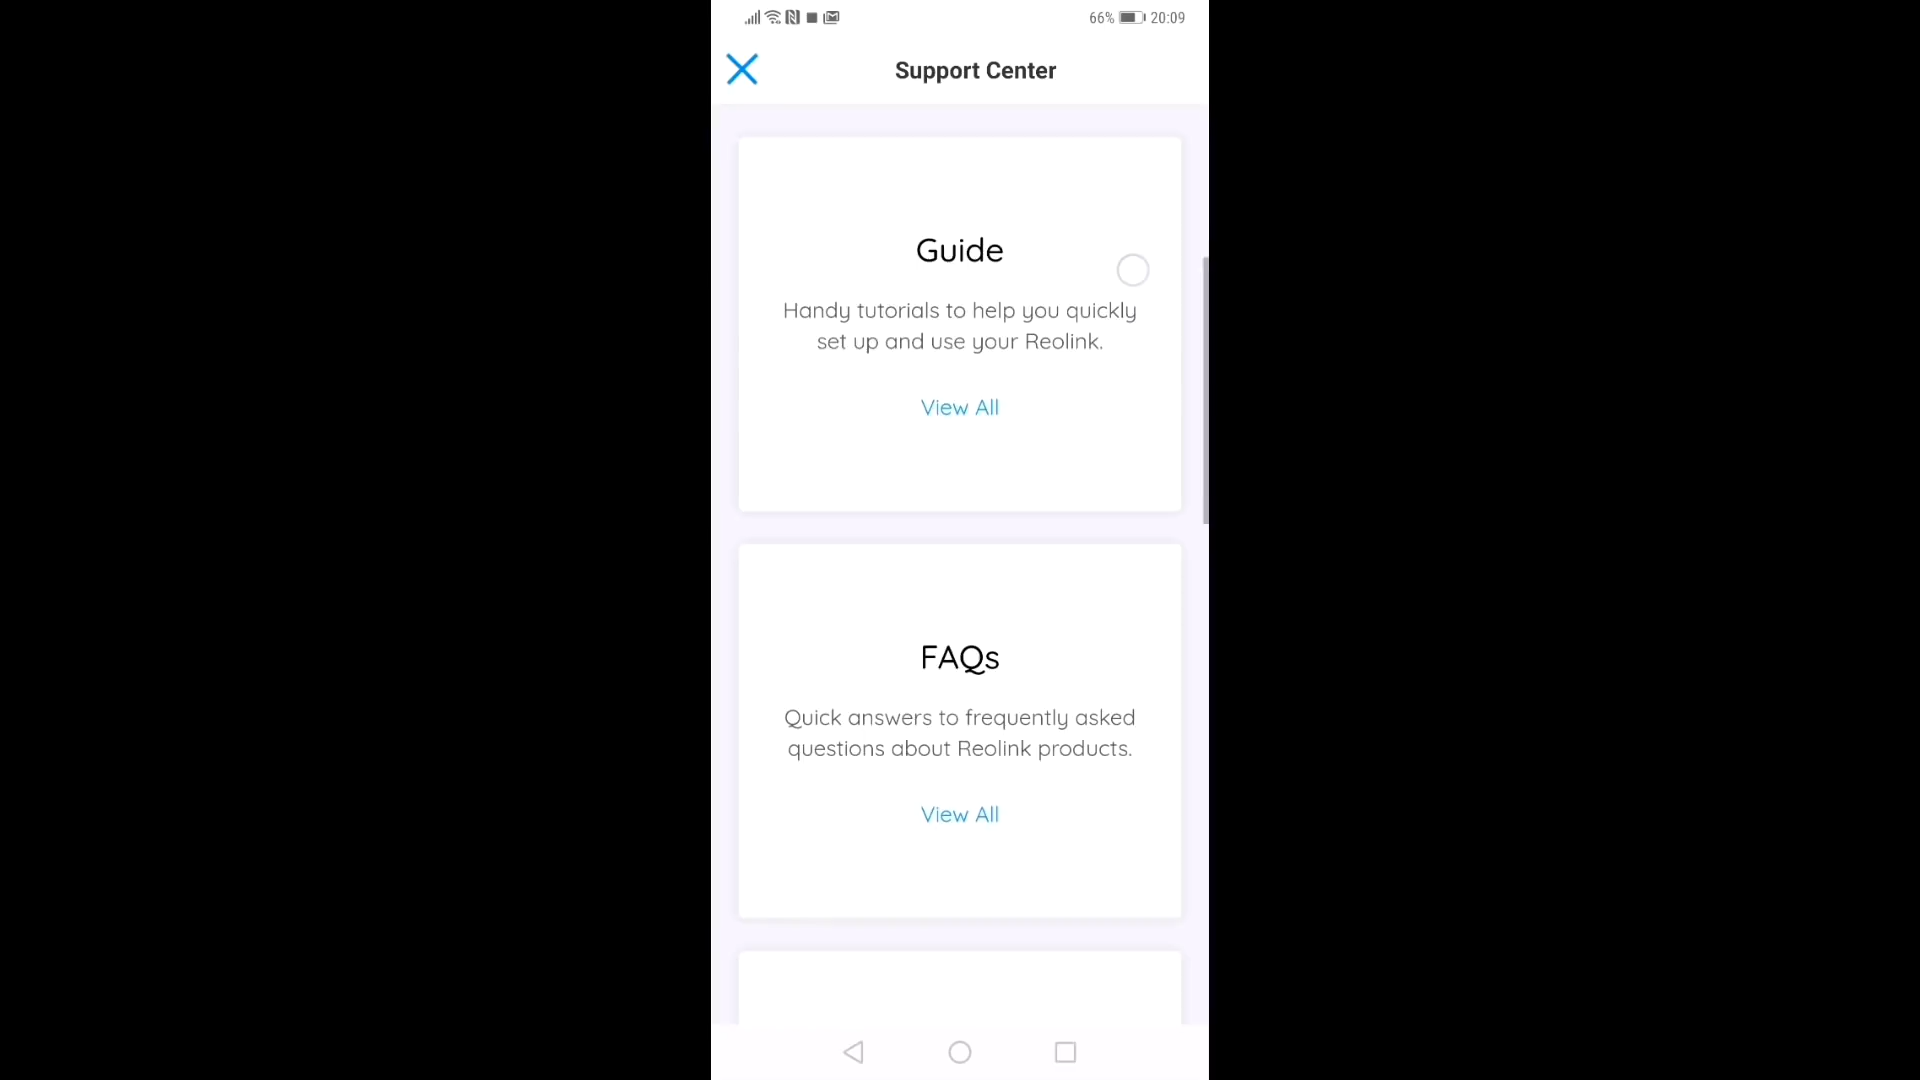 66% 20:09
Support Center
Guide
Handy tutorials to help you quickly
set up and use your Reolink.
View All
FAQs
Quick answers to frequently asked
questions about Reolink products.
View All